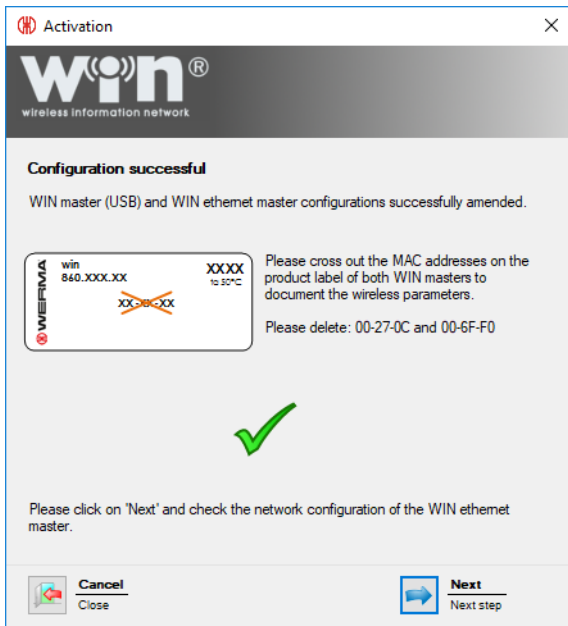 Activation
win®
wireless information network
Configuration successful
WIN master (USB) and WIN ethernet master configurations successfully amended.
WERMA
win
860.XXX.XX
XXXX
to 50°C
XX-XX-XX
Please cross out the MAC addresses on the
product label of both WIN masters to
document the wireless parameters.
Please delete: 00-27-0C and 00-6F-F0
Please click on 'Next' and check the network configuration of the WIN ethernet
master.
Cancel
Close
Next
Next step